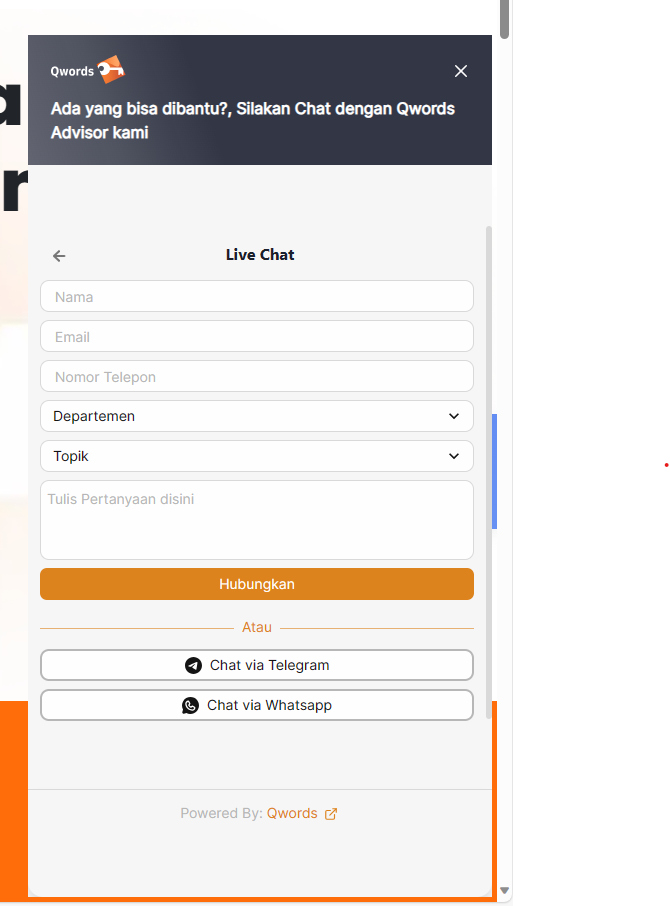 Qwords
Ada yang bisa dibantu?, Silakan Chat dengan Qwords
Advisor kami
Live Chat
Nama
Email
Nomor Telepon
Departemen
Topik
Tulis Pertanyaan disini
Hubungkan
Atau
Chat via Telegram
Chat via Whatsapp
Powered By: Qwords